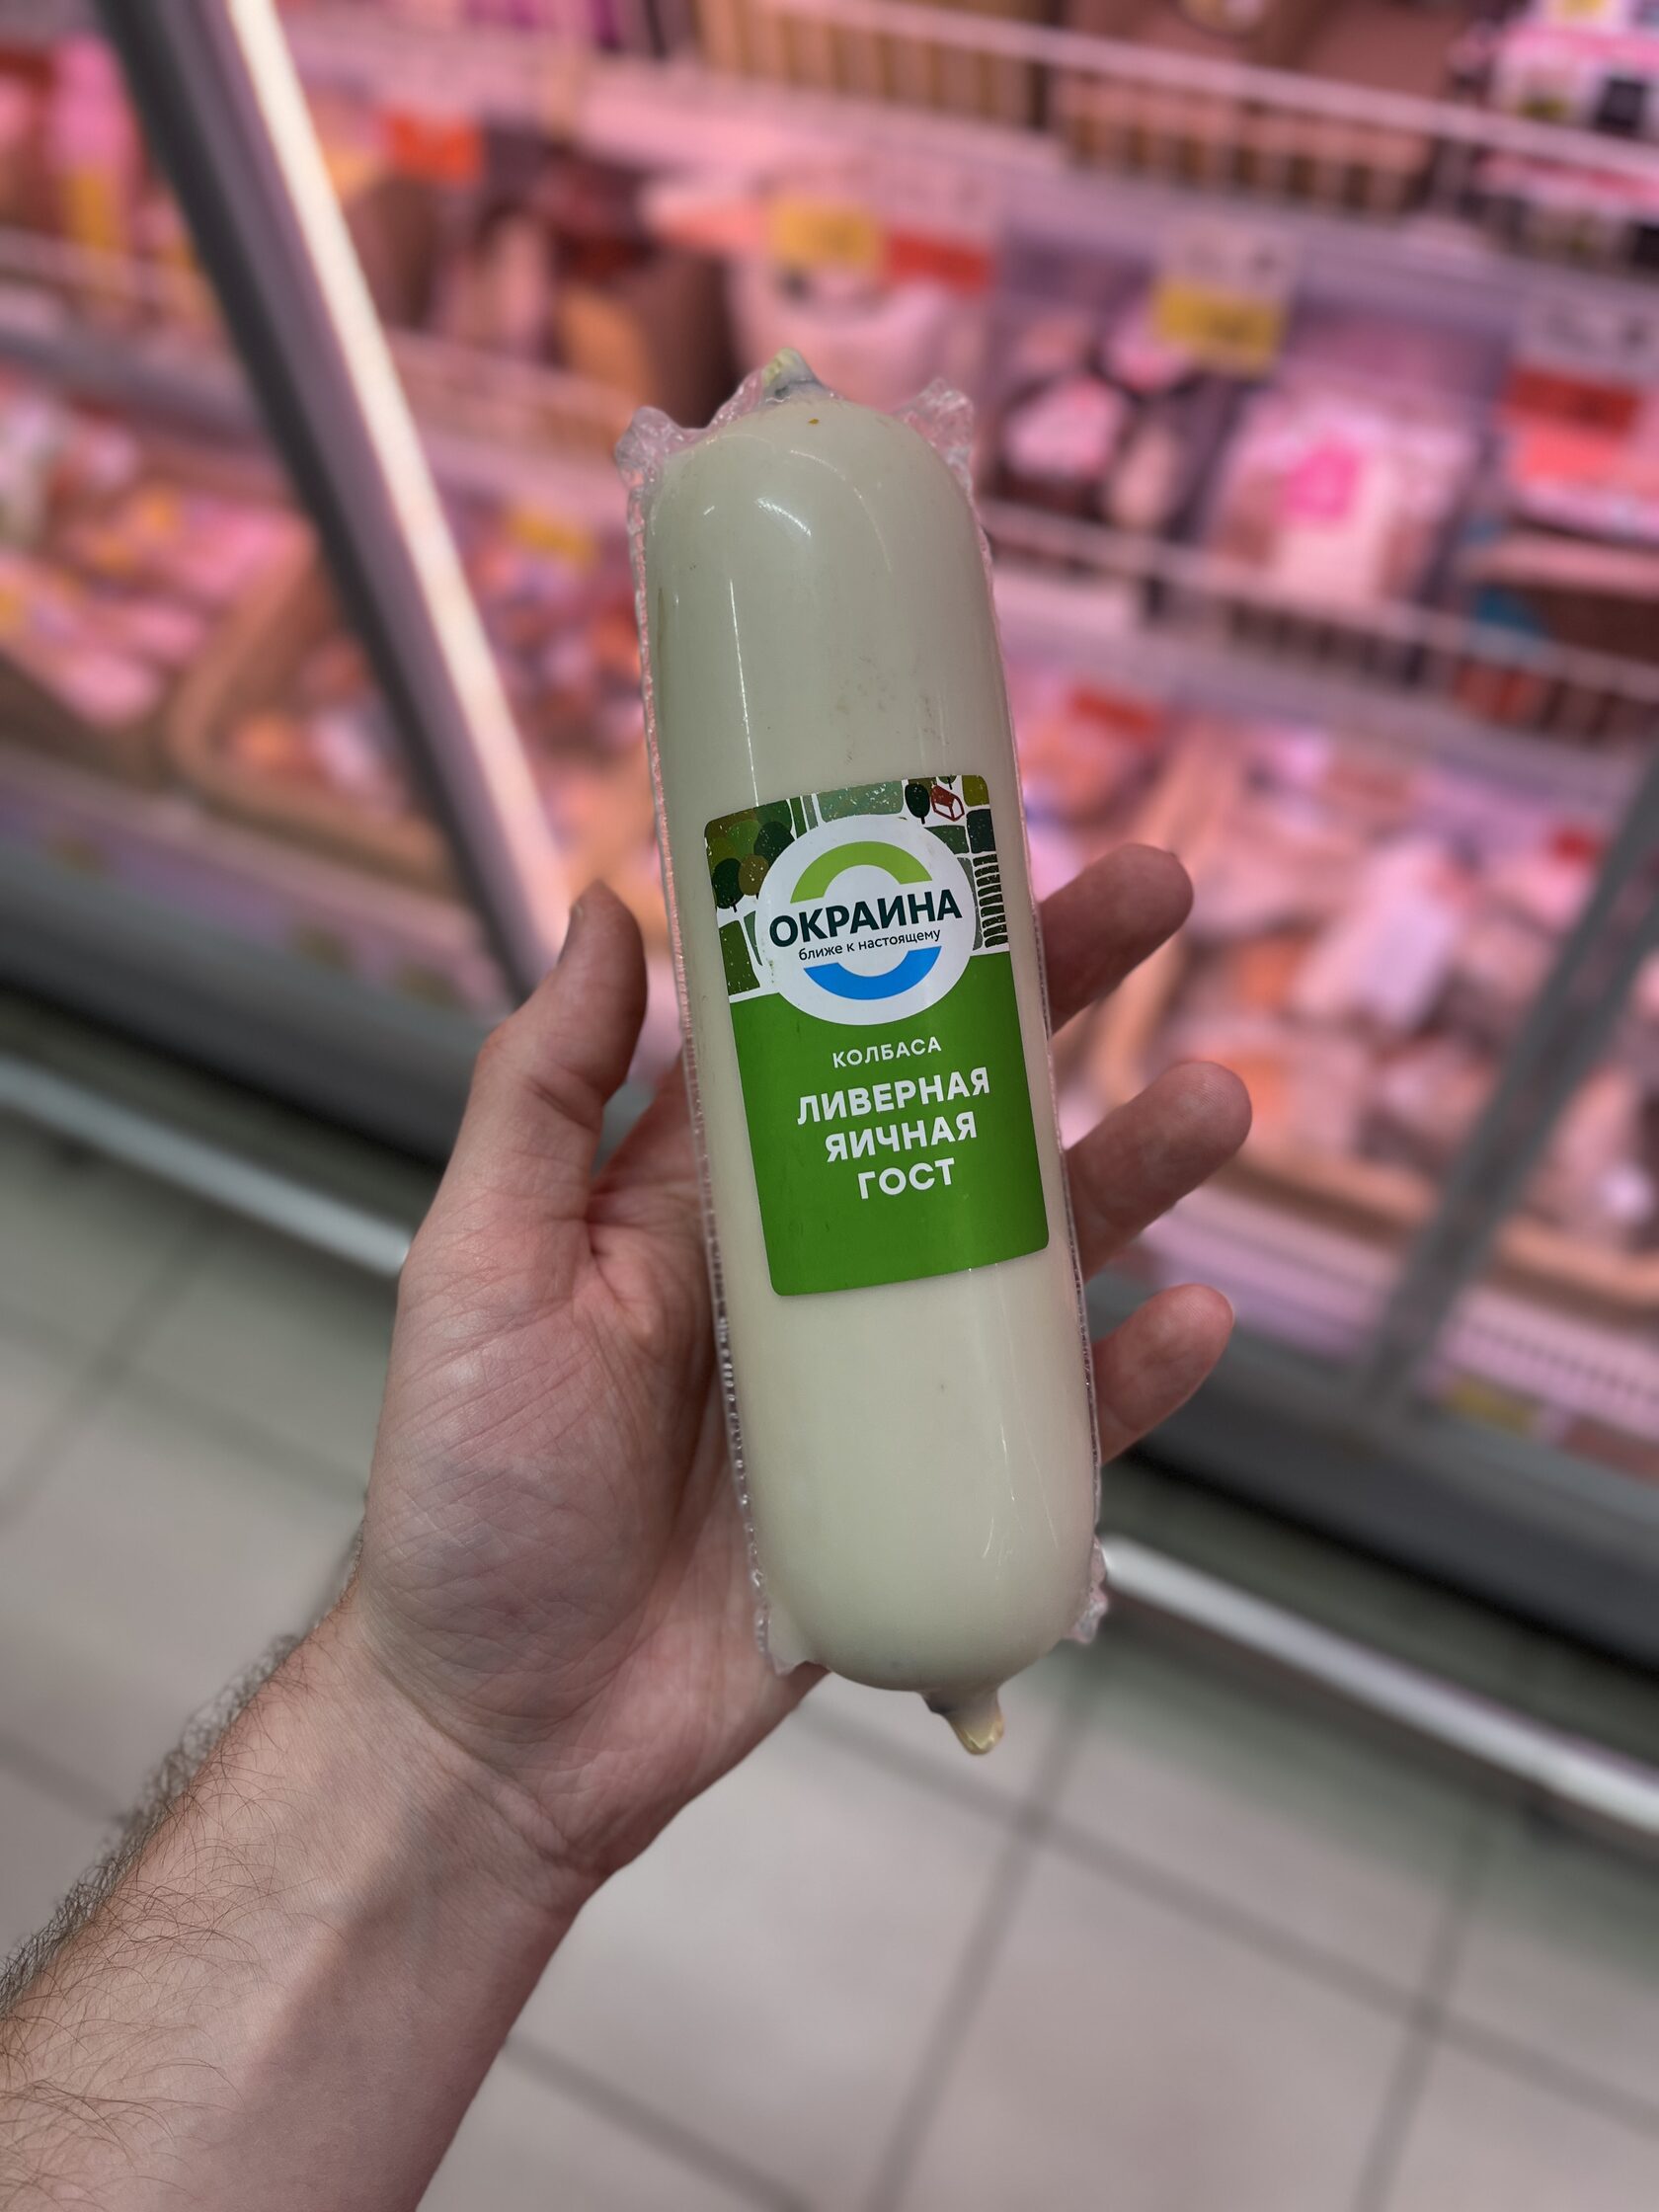 ОКРАИНА
ближе к настоящему
КОЛБАСА
ЛИВЕРНАЯ
ЯИЧНАЯ
ГОСТ